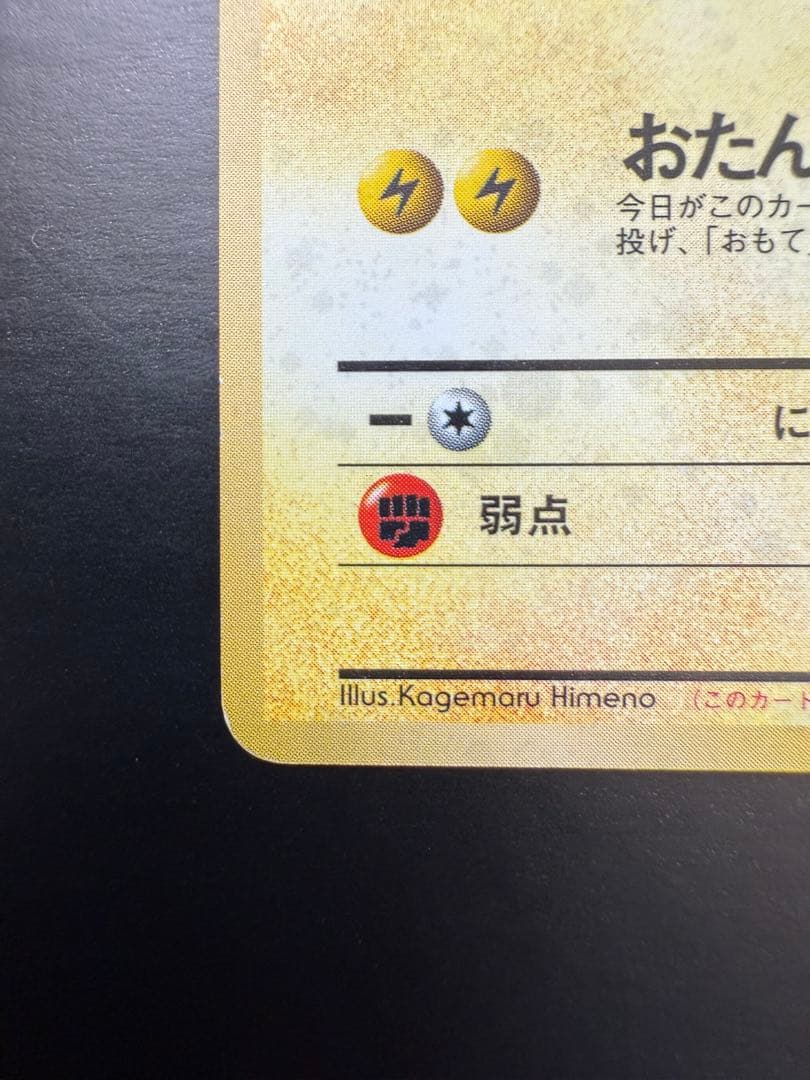 おたん
今日がこのカー
投げ、「おもて」
に
弱点
Illus.Kagemaru Himeno (このカード